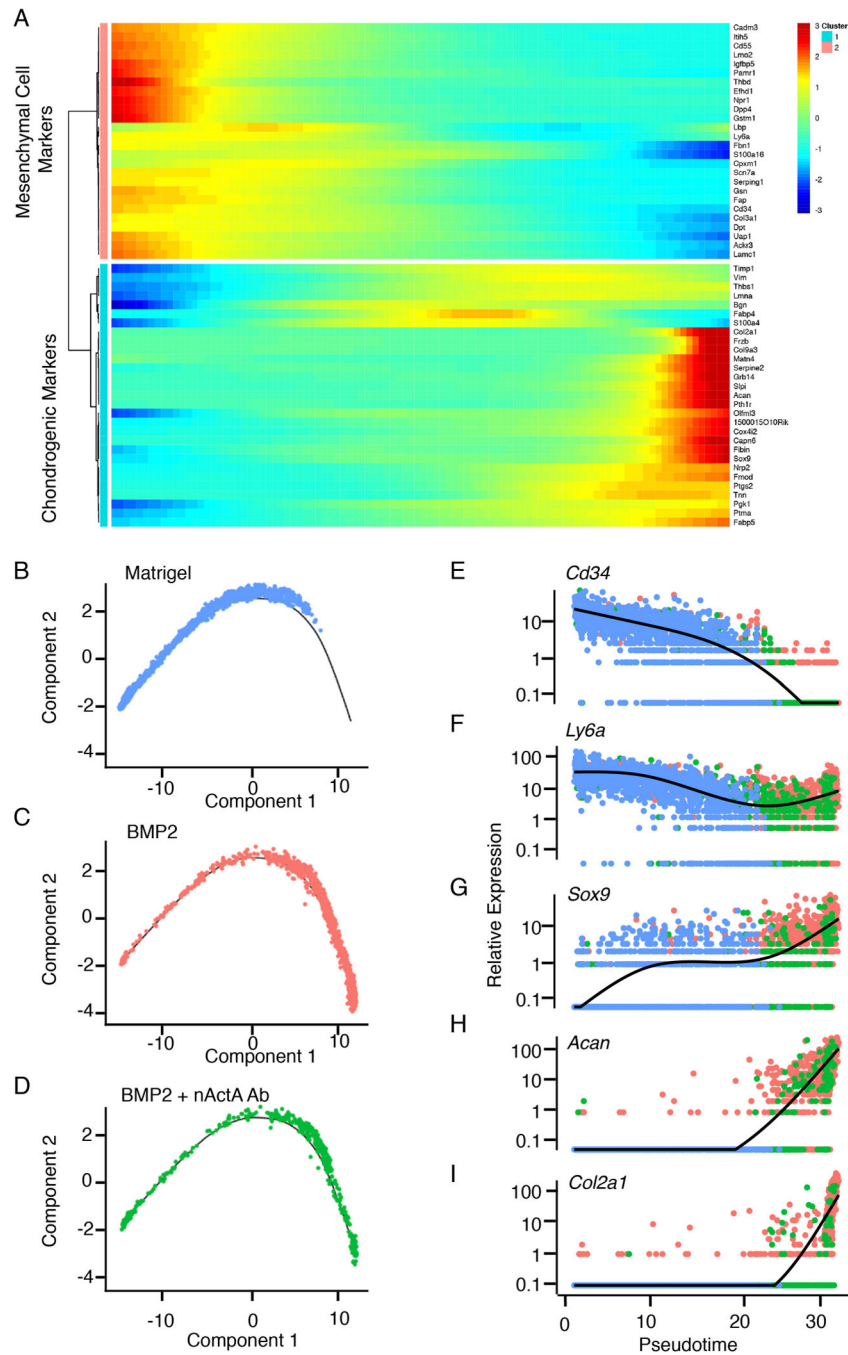 A
Mesenchymal Cell
Markers
Chondrogenic Markers
Cadm3
Itih5
Cd55
Lmo2
Igfbp5
Pamr1
Thbd
Efhd1
Npr1
Dpp4
Gstm1
Lbp
Ly6a
Fbn1
S100a16
Cpxm1
Scn7a
Serping1
Gsn
Fap
Cd34
Col3a1
Dpt
Uap1
Ackr3
Lamc1
Timp1
Vim
Thbs1
Lmna
Bgn
Fabp4
S100a4
Col2a1
Frzb
Col9a3
Matn4
Serpine2
Grb14
Slpi
Acan
Pth1r
Olfml3
1500015O10Rik
Cox4i2
Capn6
Fibin
Sox9
Nrp2
Fmod
Ptgs2
Tnn
Pgk1
Ptma
Fabp5
3
2
1
0
-1
-2
-3
Cluster
1
2
B
Matrigel
Component 2
2
0
-2
-4
-10 0 10
Component 1
C
BMP2
Component 2
2
0
-2
-4
-10 0 10
Component 1
D
BMP2 + nActA Ab
Component 2
2
0
-2
-4
-10 0 10
Component 1
Relative Expression
E
Cd34
10
1
0.1
F
Ly6a
100
10
1
0.1
G
Sox9
10
1
0.1
H
Acan
100
10
1
0.1
I
Col2a1
100
10
1
0.1
0 10 20 30
Pseudotime